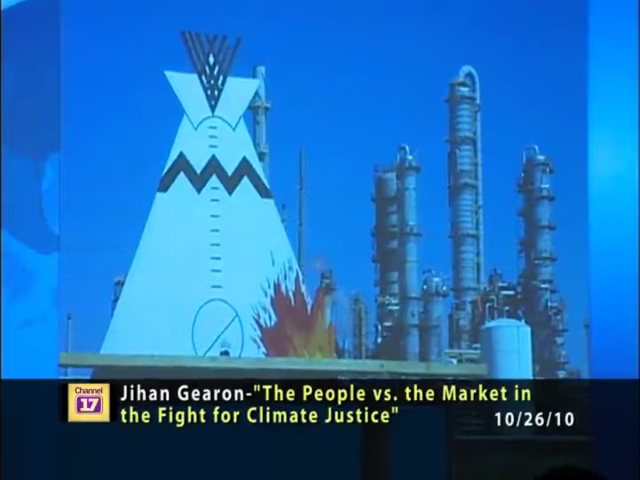 Channel
17
Jihan Gearon-"The People vs. the Market in
the Fight for Climate Justice"
10/26/10